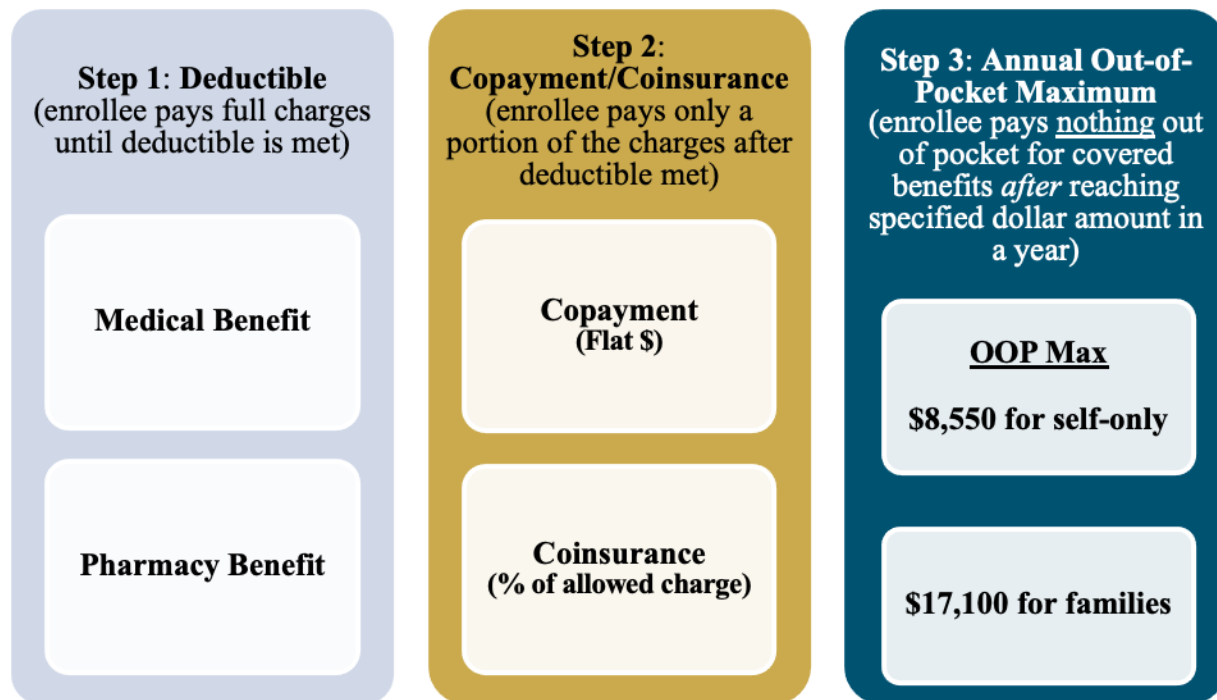 Step 1: Deductible
(enrollee pays full charges
until deductible is met)
Medical Benefit
Pharmacy Benefit
Step 2:
Copayment/Coinsurance
(enrollee pays only a
portion of the charges after
deductible met)
Copayment
(Flat $)
Coinsurance
(% of allowed charge)
Step 3: Annual Out-of-
Pocket Maximum
(enrollee pays nothing out
of pocket for covered
benefits after reaching
specified dollar amount in
a year)
OOP Max
$8,550 for self-only
$17,100 for families